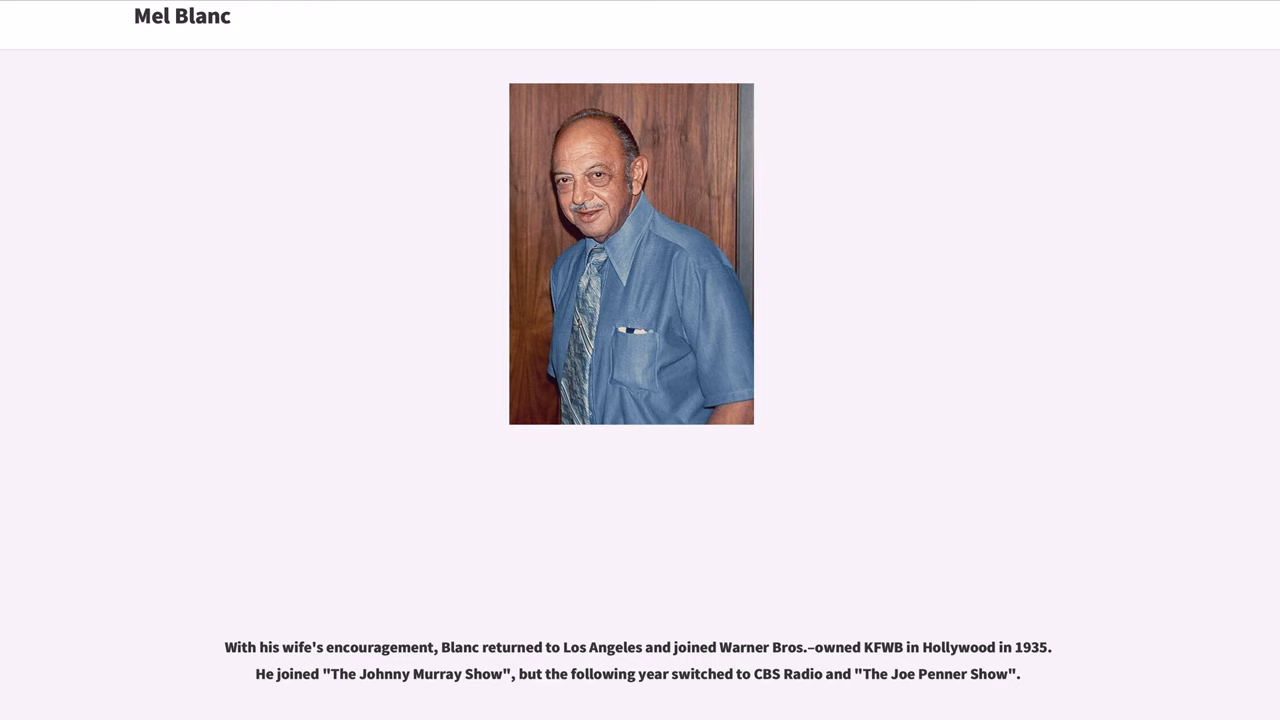 Mel Blanc
With his wife's encouragement, Blanc returned to Los Angeles and joined Warner Bros.–owned KFWB in Hollywood in 1935.
He joined "The Johnny Murray Show", but the following year switched to CBS Radio and "The Joe Penner Show".